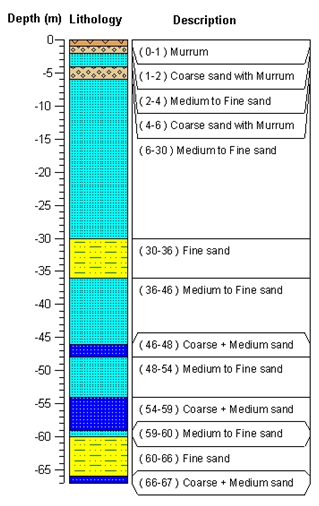 Depth (m) Lithology Description
0
(0-1) Murrum
(1-2) Coarse sand with Murrum
-5
(2-4) Medium to Fine sand
-10
(4-6) Coarse sand with Murrum
-15
(6-30) Medium to Fine sand
-20
-25
-30
(30-36) Fine sand
-35
(36-46) Medium to Fine sand
-40
-45
(46-48) Coarse + Medium sand
-50
(48-54) Medium to Fine sand
-55
(54-59) Coarse + Medium sand
-60
(59-60) Medium to Fine sand
(60-66) Fine sand
-65
(66-67) Coarse + Medium sand